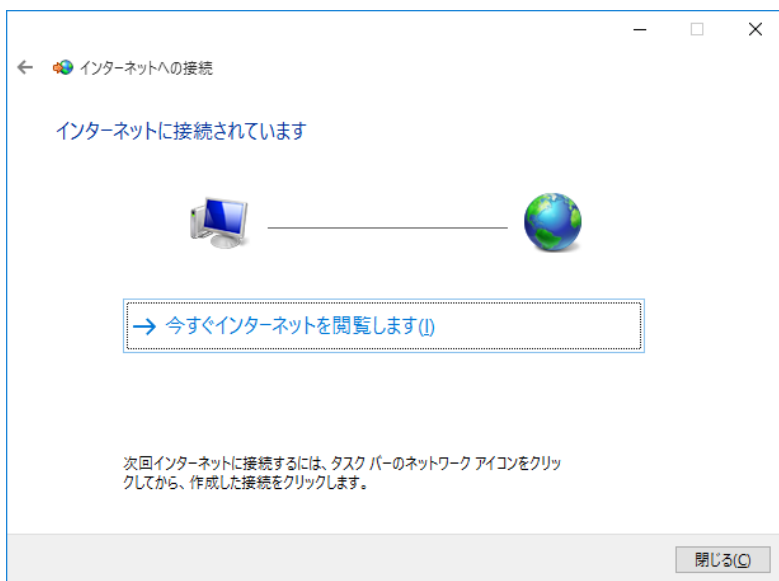 インターネットへの接続
インターネットに接続されています
今すぐインターネットを閲覧します(I)
次回インターネットに接続するには、タスク バーのネットワーク アイコンをクリッ
クしてから、作成した接続をクリックします。
閉じる(C)